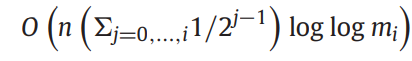 O (n (Σ_{j=0,...,i} 1/2^{j−1}) log log m_i)